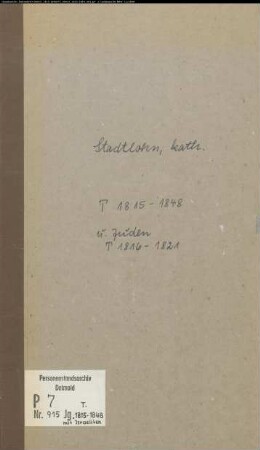 Stadtlohn, kath.
T 1815-1848
u. Juden
T 1816-1821
Personenstandsarchiv
Detmold
P 7 T.
Nr. 915 Jg. 1815-1848
mit Israeliten